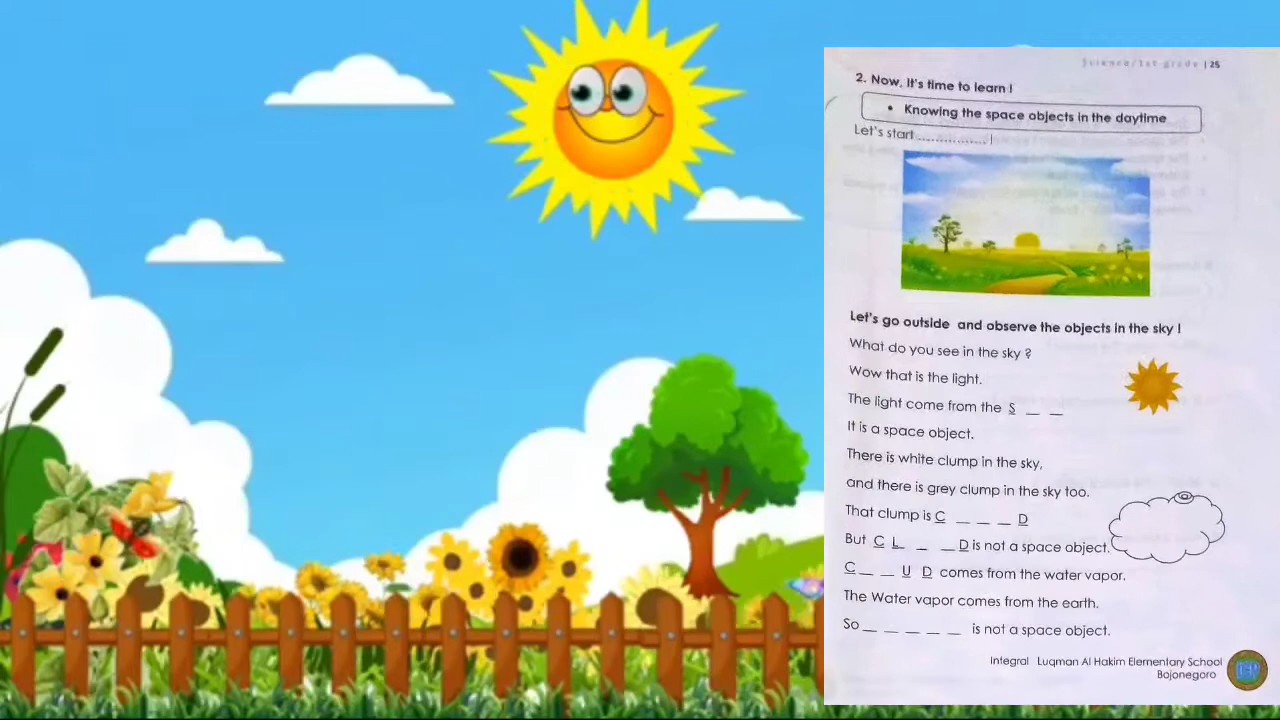 Science/1st grade | 25
2. Now, It's time to learn !
• Knowing the space objects in the daytime
Let's start ................ !
Let's go outside and observe the objects in the sky !
What do you see in the sky ?
Wow that is the light.
The light come from the S _ _
It is a space object.
There is white clump in the sky,
and there is grey clump in the sky too.
That clump is C _ _ _ D
But C L _ _ D is not a space object.
C _ _ U D comes from the water vapor.
The Water vapor comes from the earth.
So _ _ _ _ _ is not a space object.
Integral Luqman Al Hakim Elementary School
Bojonegoro